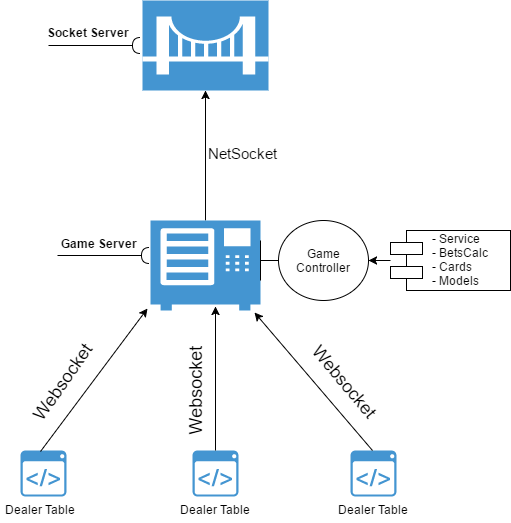 Socket Server
NetSocket
Game Server
Game
Controller
- Service
- BetsCalc
- Cards
- Models
Websocket
Websocket
Websocket
</>
</>
</>
Dealer Table
Dealer Table
Dealer Table